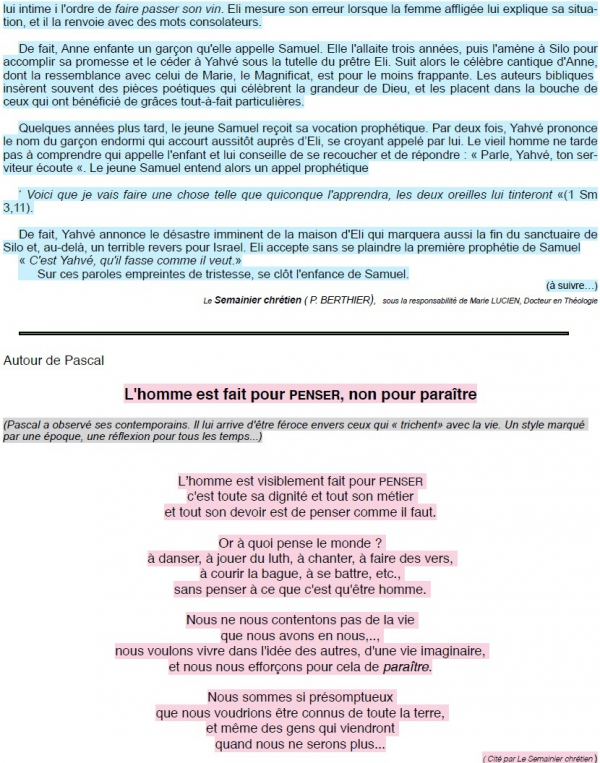 lui intime i l'ordre de faire passer son vin. Eli mesure son erreur lorsque la femme affligée lui explique sa situa-
tion, et il la renvoie avec des mots consolateurs.
De fait, Anne enfante un garçon qu'elle appelle Samuel. Elle l'allaite trois années, puis l'amène à Silo pour
accomplir sa promesse et le céder à Yahvé sous la tutelle du prêtre Eli. Suit alors le célèbre cantique d'Anne,
dont la ressemblance avec celui de Marie, le Magnificat, est pour le moins frappante. Les auteurs bibliques
insèrent souvent des pièces poétiques qui célèbrent la grandeur de Dieu, et les placent dans la bouche de
ceux qui ont bénéficié de grâces tout-à-fait particulières.
Quelques années plus tard, le jeune Samuel reçoit sa vocation prophétique. Par deux fois, Yahvé prononce
le nom du garçon endormi qui accourt aussitôt auprès d'Eli, se croyant appelé par lui. Le vieil homme ne tarde
pas à comprendre qui appelle l'enfant et lui conseille de se recoucher et de répondre : « Parle, Yahvé, ton ser-
viteur écoute «. Le jeune Samuel entend alors un appel prophétique
‘ Voici que je vais faire une chose telle que quiconque l'apprendra, les deux oreilles lui tinteront «(1 Sm
3,11).
De fait, Yahvé annonce le désastre imminent de la maison d'Eli qui marquera aussi la fin du sanctuaire de
Silo et, au-delà, un terrible revers pour Israel. Eli accepte sans se plaindre la première prophétie de Samuel
« C'est Yahvé, qu'il fasse comme il veut.»
Sur ces paroles empreintes de tristesse, se clôt l'enfance de Samuel.
(à suivre…)
Le Semainier chrétien ( P. BERTHIER), sous la responsabilité de Marie LUCIEN, Docteur en Théologie
Autour de Pascal
L'homme est fait pour PENSER, non pour paraître
(Pascal a observé ses contemporains. Il lui arrive d'être féroce envers ceux qui « trichent» avec la vie. Un style marqué
par une époque, une réflexion pour tous les temps...)
L'homme est visiblement fait pour PENSER
c'est toute sa dignité et tout son métier
et tout son devoir est de penser comme il faut.
Or à quoi pense le monde ?
à danser, à jouer du luth, à chanter, à faire des vers,
à courir la bague, à se battre, etc.,
sans penser à ce que c'est qu'être homme.
Nous ne nous contentons pas de la vie
que nous avons en nous,..,
nous voulons vivre dans l'idée des autres, d'une vie imaginaire,
et nous nous efforçons pour cela de paraître.
Nous sommes si présomptueux
que nous voudrions être connus de toute la terre,
et même des gens qui viendront
quand nous ne serons plus...
( Cité par Le Semainier chrétien )